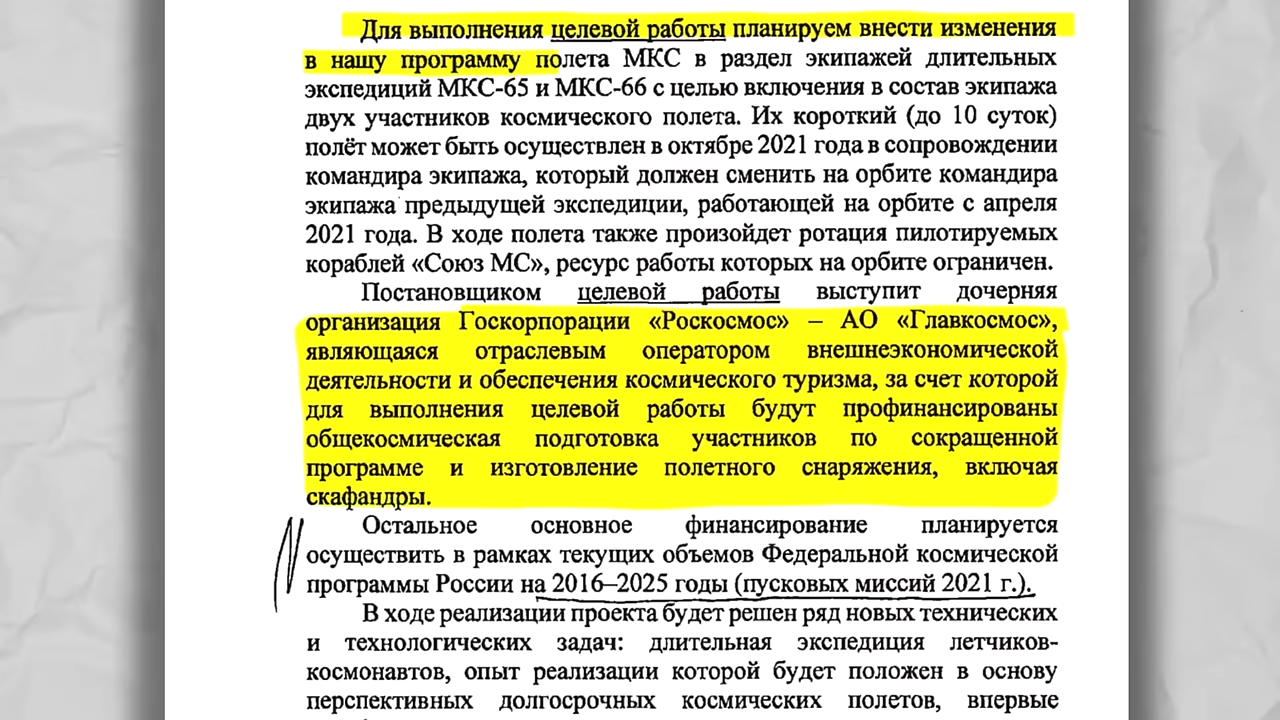 Для выполнения целевой работы планируем внести изменения
в нашу программу полета МКС в раздел экипажей длительных
экспедиций МКС-65 и МКС-66 с целью включения в состав экипажа
двух участников космического полета. Их короткий (до 10 суток)
полёт может быть осуществлен в октябре 2021 года в сопровождении
командира экипажа, который должен сменить на орбите командира
экипажа предыдущей экспедиции, работающей на орбите с апреля
2021 года. В ходе полета также произойдет ротация пилотируемых
кораблей «Союз МС», ресурс работы которых на орбите ограничен.
Постановщиком целевой работы выступит дочерняя
организация Госкорпорации «Роскосмос» – АО «Главкосмос»,
являющаяся отраслевым оператором внешнеэкономической
деятельности и обеспечения космического туризма, за счет которой
для выполнения целевой работы будут профинансированы
общекосмическая подготовка участников по сокращенной
программе и изготовление полетного снаряжения, включая
скафандры.
Остальное основное финансирование планируется
осуществить в рамках текущих объемов Федеральной космической
программы России на 2016–2025 годы (пусковых миссий 2021 г.).
В ходе реализации проекта будет решен ряд новых технических
и технологических задач: длительная экспедиция летчиков-
космонавтов, опыт реализации которой будет положен в основу
перспективных долгосрочных космических полетов, впервые